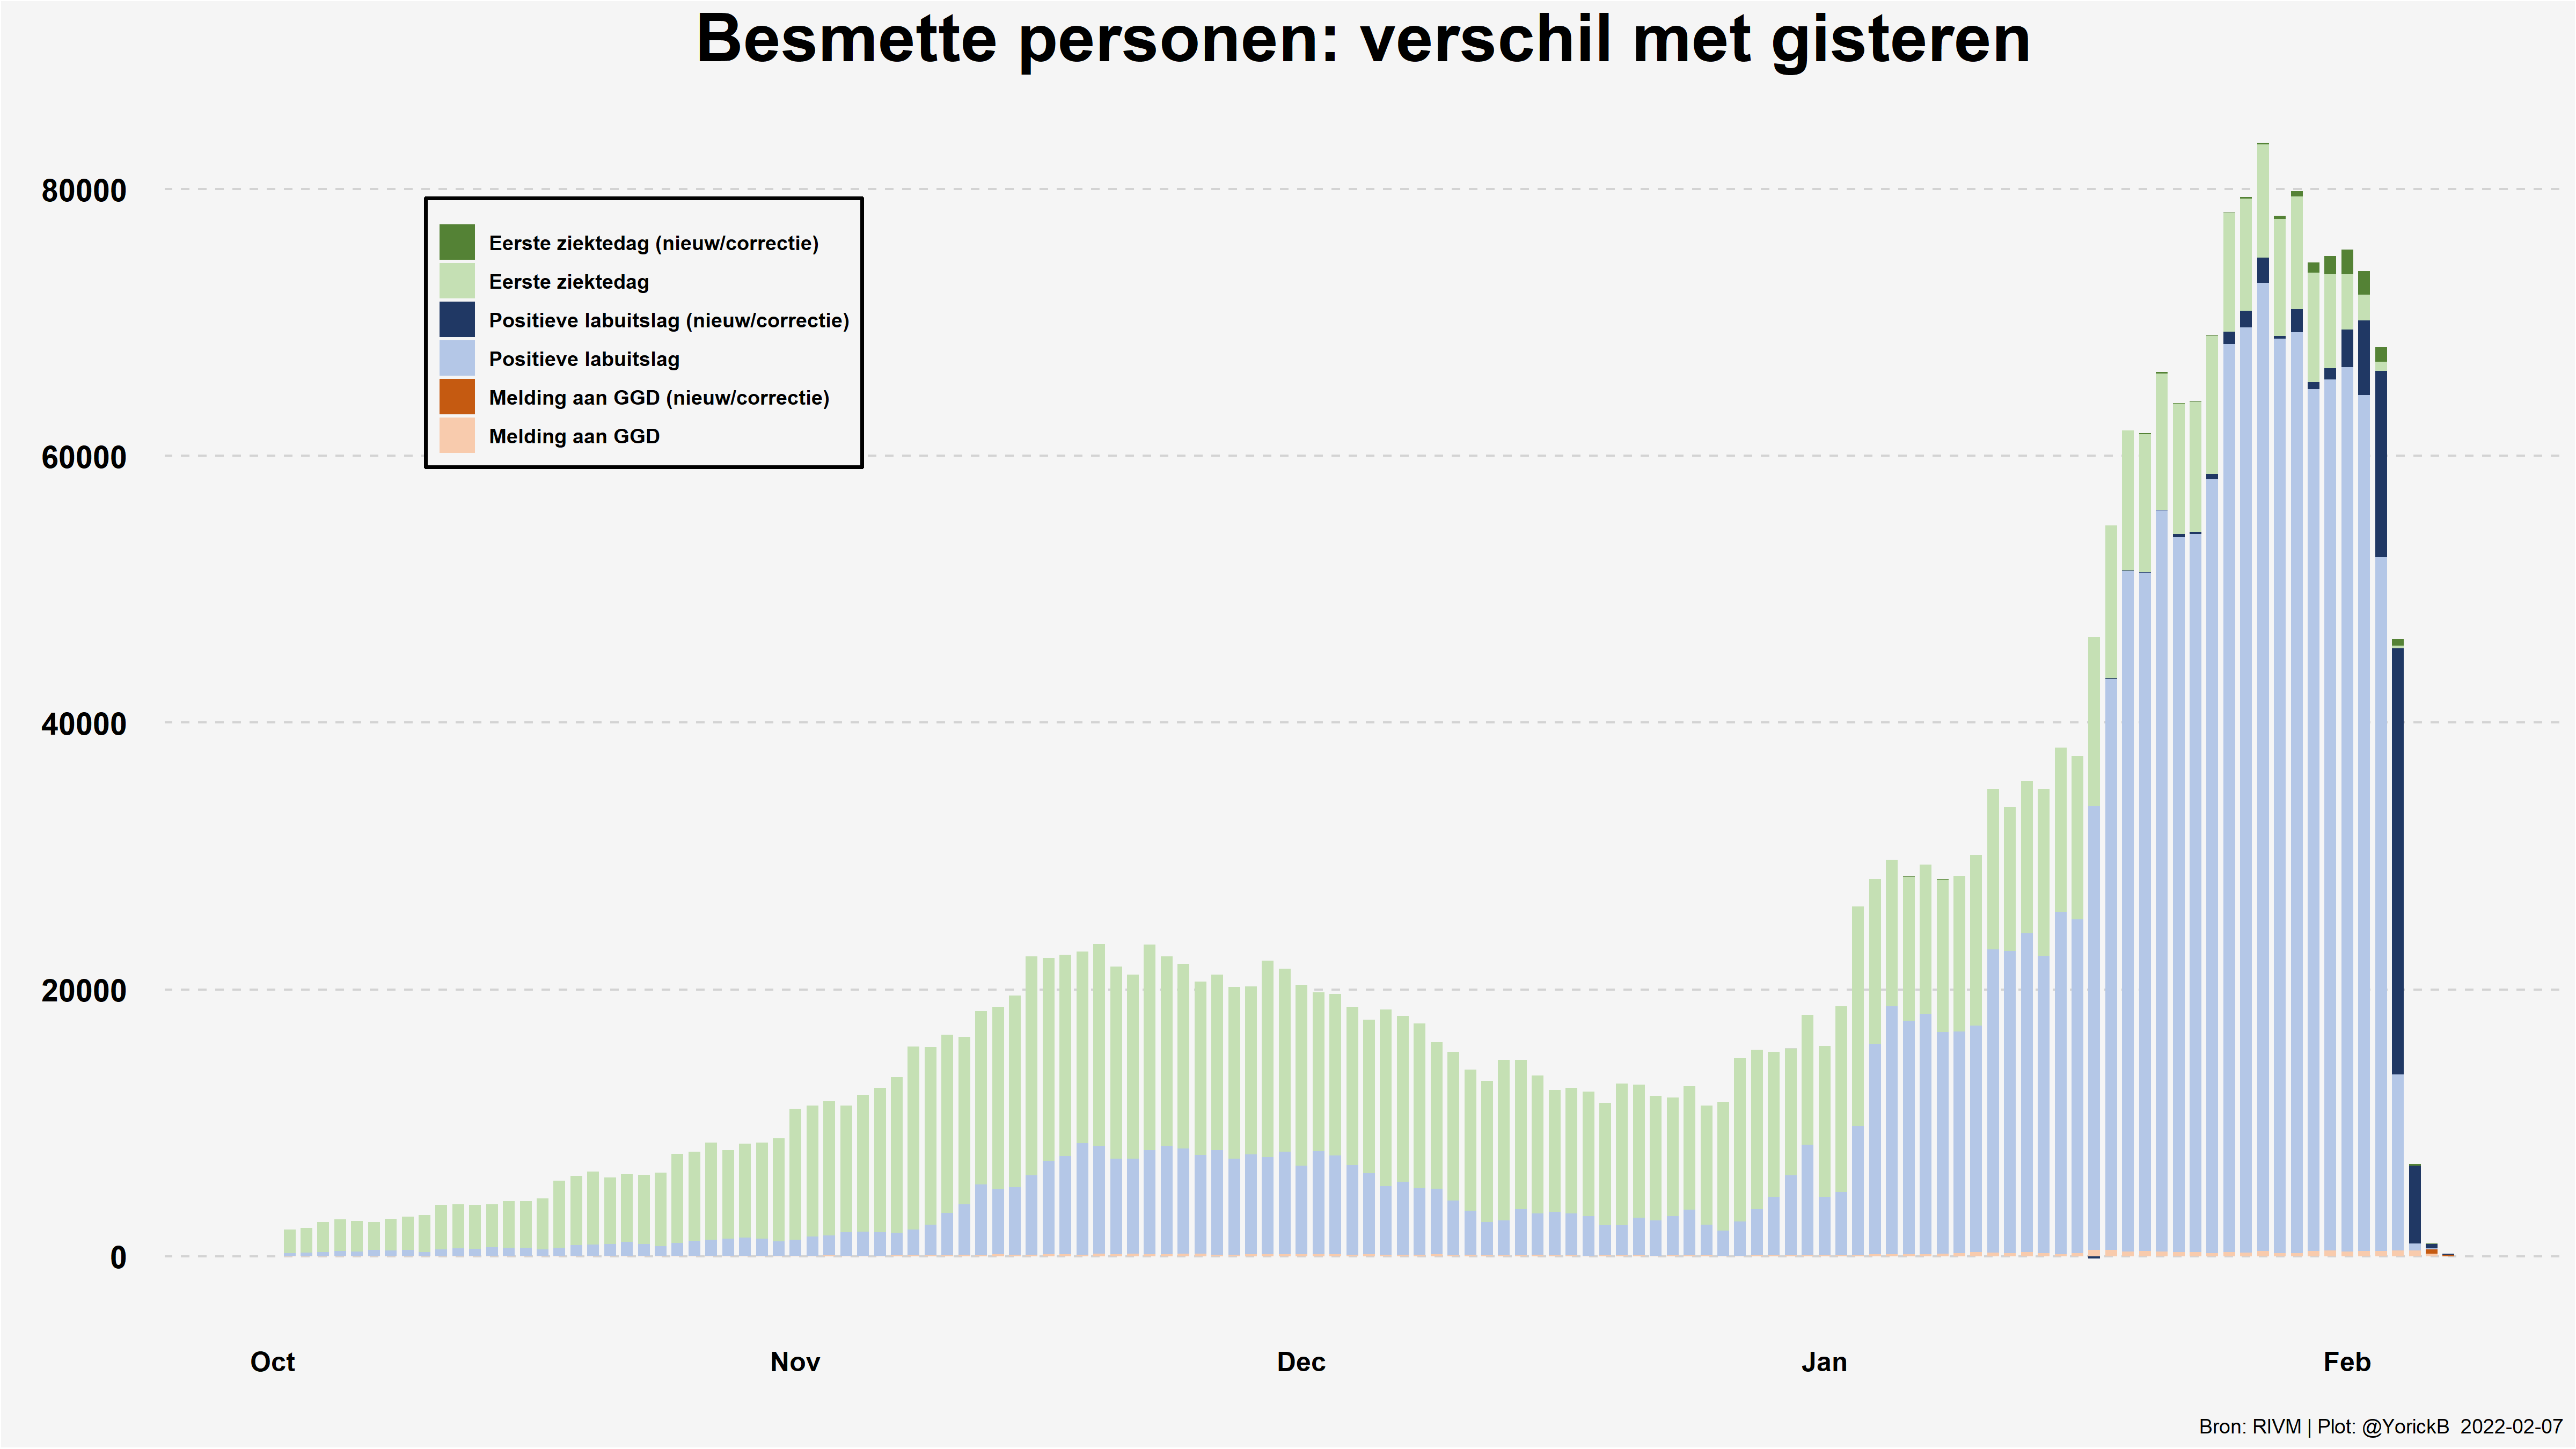 Besmette personen: verschil met gisteren
80000
60000
40000
20000
0
Eerste ziektedag (nieuw/correctie)
Eerste ziektedag
Positieve labuitslag (nieuw/correctie)
Positieve labuitslag
Melding aan GGD (nieuw/correctie)
Melding aan GGD
Oct Nov Dec Jan Feb
Bron: RIVM | Plot: @YorickB 2022-02-07